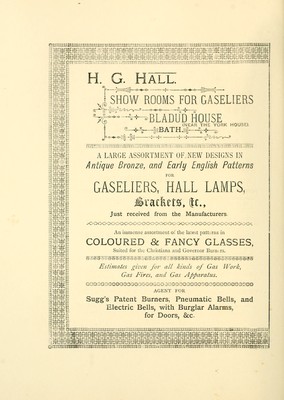 H. G. HALL.
SHOW ROOMS FOR GASELIERS
BLADUD HOUSE
(NEAR THE YORK HOUSE)
BATH.
A LARGE ASSORTMENT OF NEW DESIGNS IN
Antique Bronze, and Early English Patterns
FOR
GASELIERS, HALL LAMPS,
Brackets, &c.,
Just received from the Manufacturers
An immense assortment of the latest patterns in
COLOURED & FANCY GLASSES,
Suited for the Christiana and Governor Burners.
Estimates given for all kinds of Gas Work,
Gas Fires, and Gas Apparatus.
AGENT FOR
Sugg's Patent Burners, Pneumatic Bells, and
Electric Bells, with Burglar Alarms,
for Doors, &c.